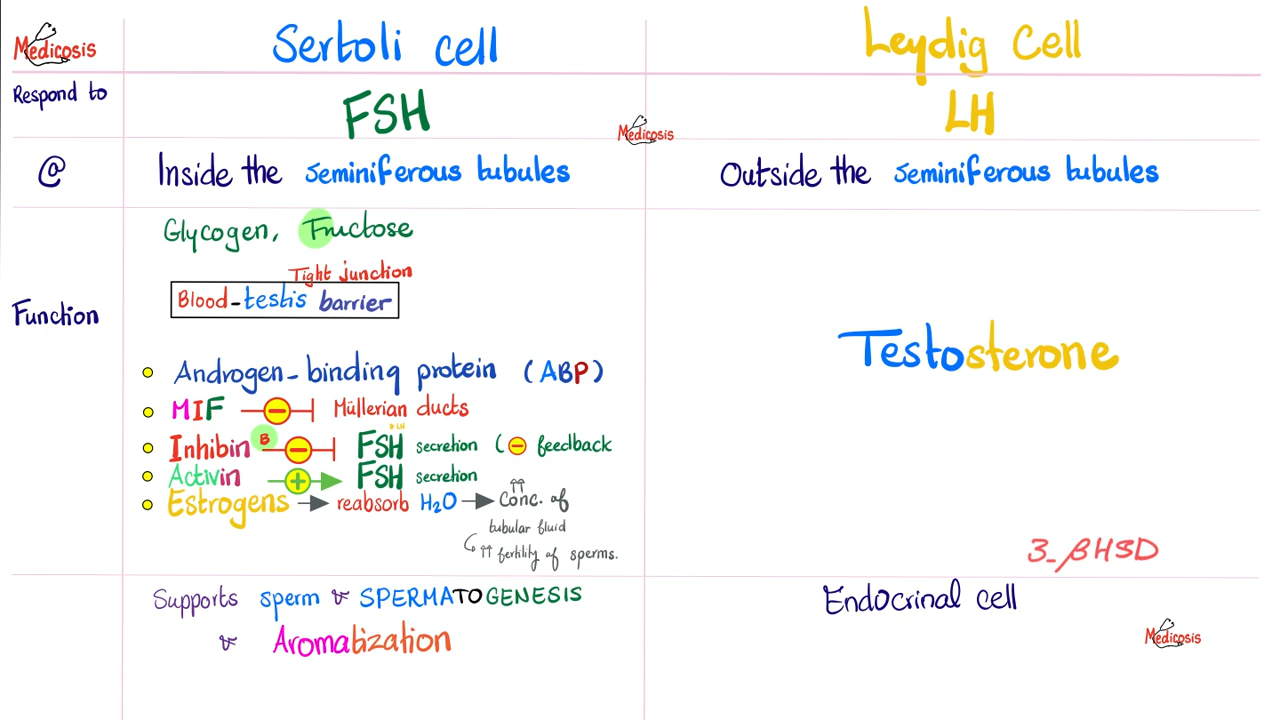 Medicosis
Sertoli cell
Leydig Cell
Respond to
FSH
LH
Medicosis
@
Inside the seminiferous tubules
Outside the seminiferous tubules
Function
Glycogen, Fructose
Tight junction
Blood-testis barrier
Androgen-binding protein (ABP)
MIF − Müllerian ducts
Inhibin B − FSH secretion (− feedback
Activin + FSH secretion
Estrogens → reabsorb H₂O → ⇈ Conc. of
tubular fluid
⇈ fertility of sperms.
Testosterone
3-βHSD
Supports sperm & SPERMATOGENESIS
& Aromatization
Endocrinal cell
Medicosis